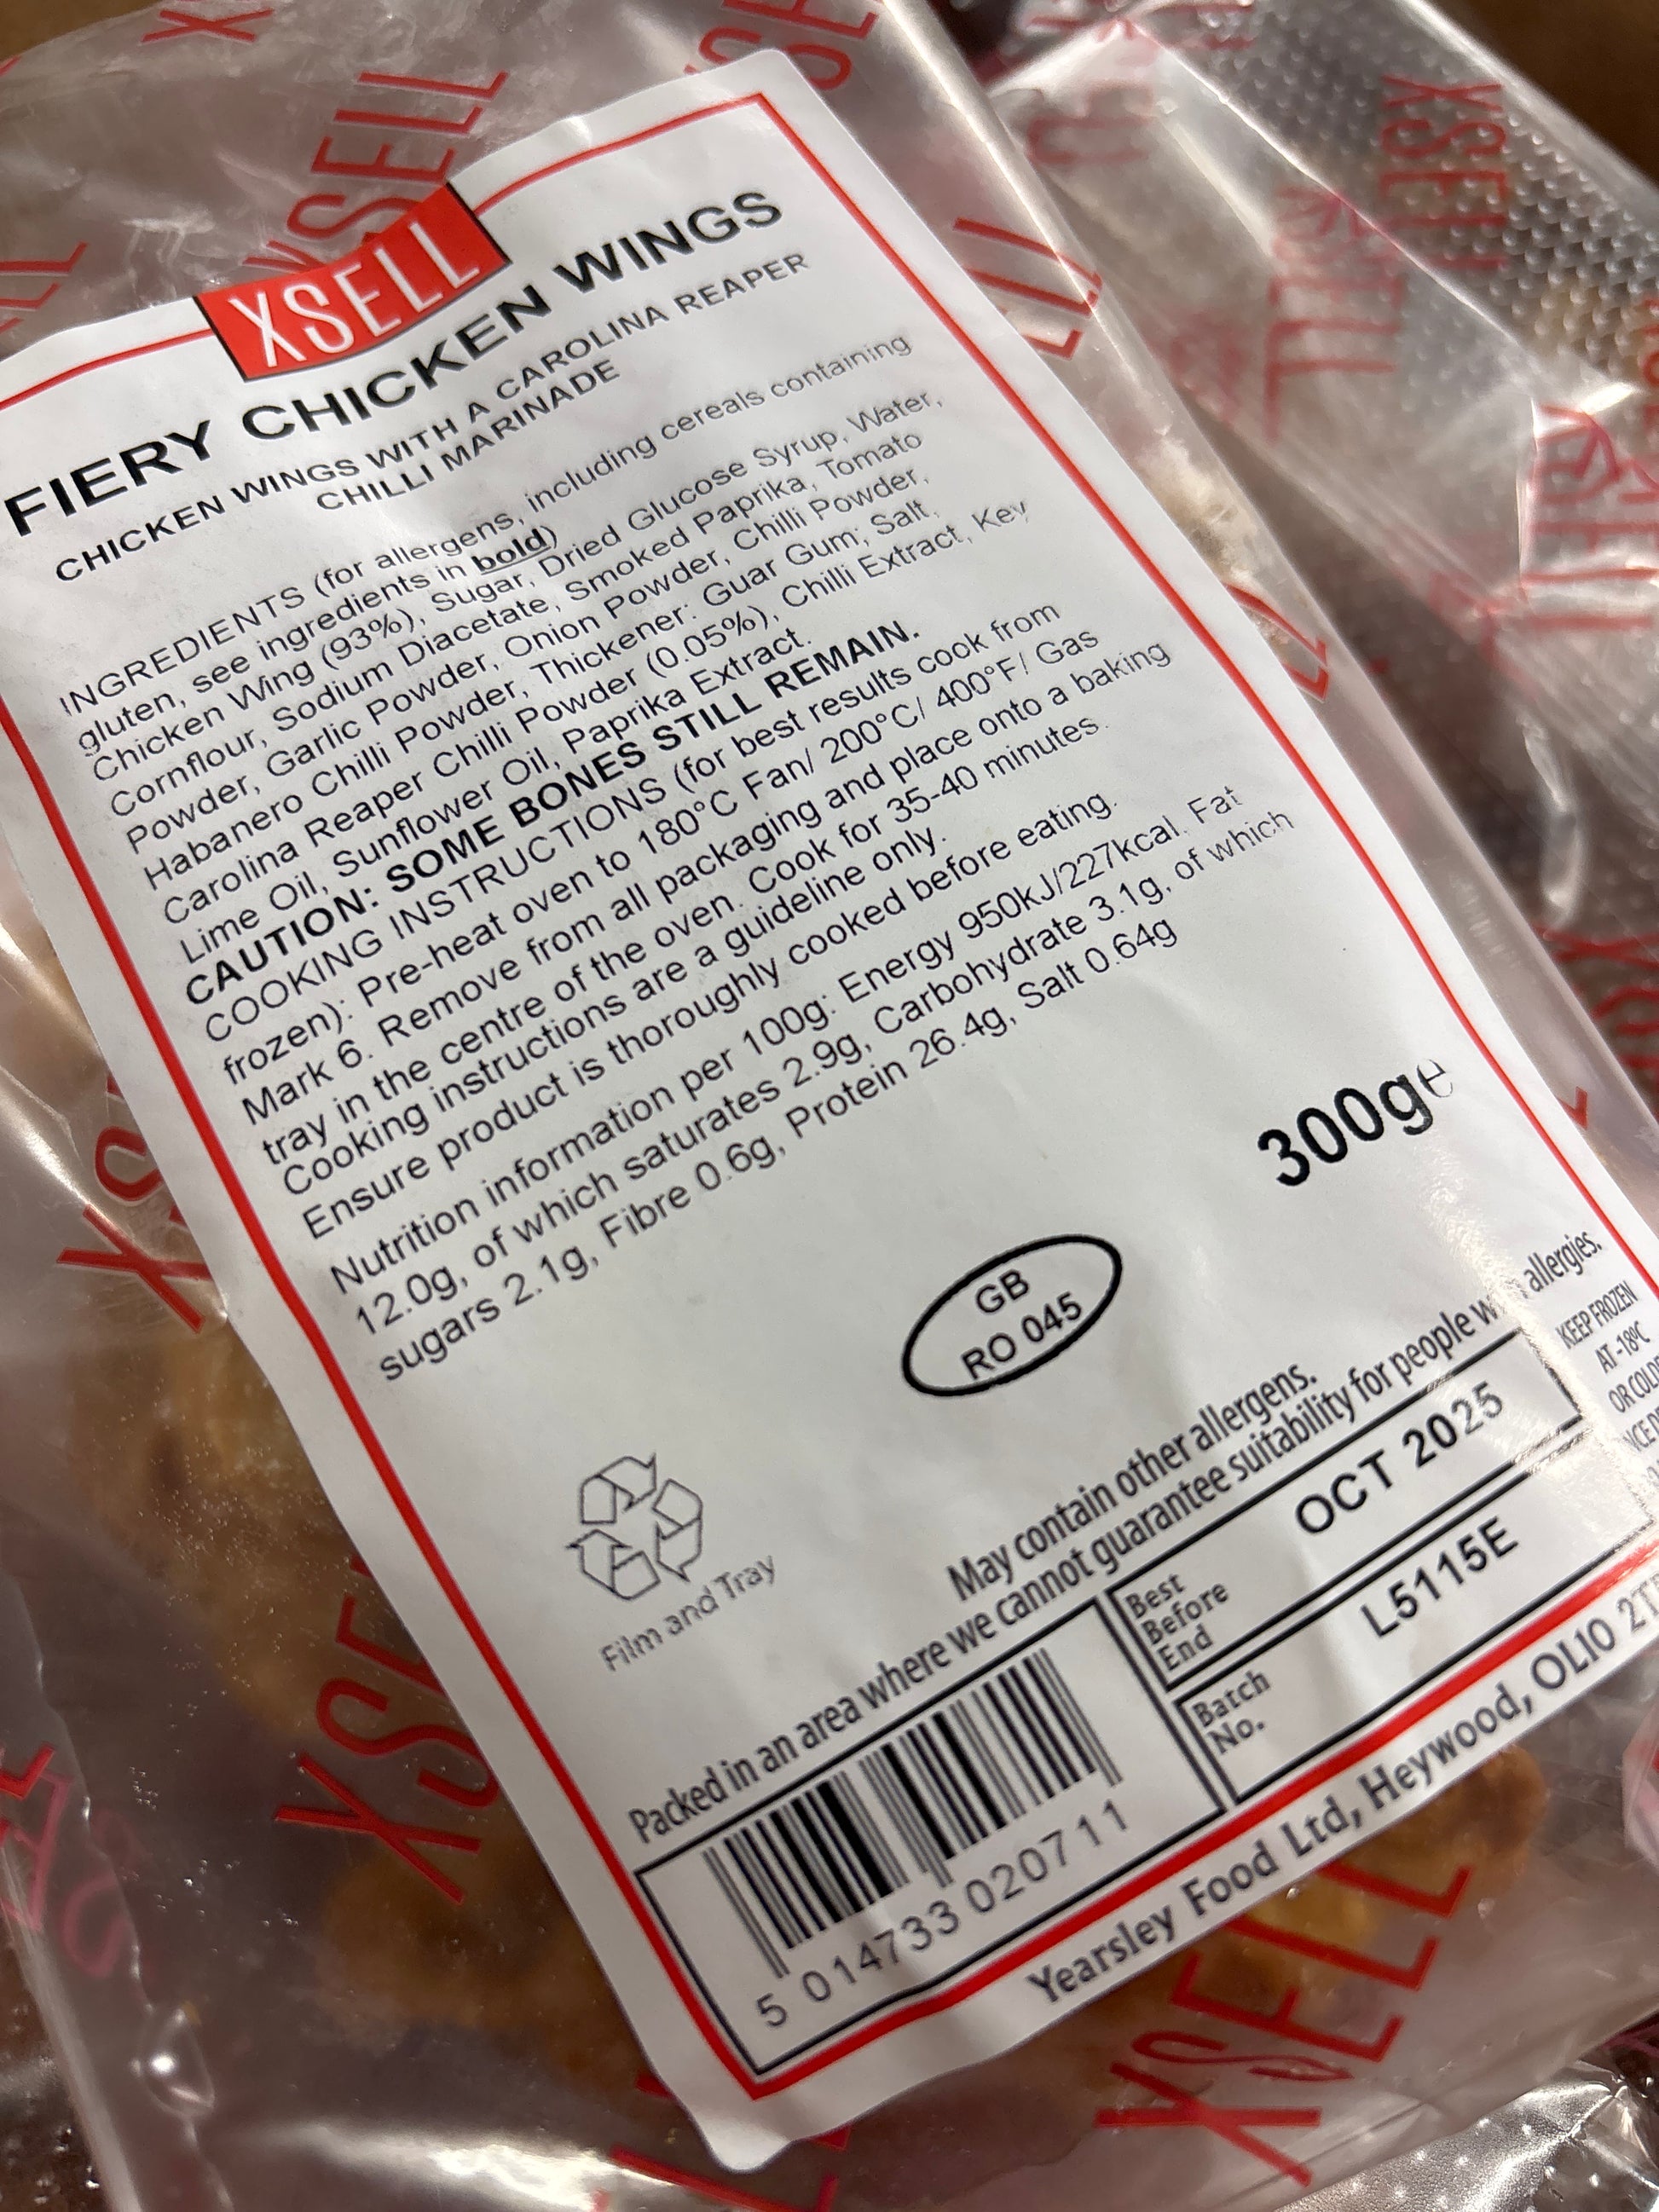 XSELL
FIERY CHICKEN WINGS
CHICKEN WINGS WITH A CAROLINA REAPER
CHILLI MARINADE
INGREDIENTS (for allergens, including cereals containing
gluten, see ingredients in bold)
Chicken Wing (93%), Sugar, Dried Glucose Syrup, Water,
Cornflour, Sodium Diacetate, Smoked Paprika, Tomato
Powder, Garlic Powder, Onion Powder, Chilli Powder,
Habanero Chilli Powder, Thickener: Guar Gum; Salt,
Carolina Reaper Chilli Powder (0.05%), Chilli Extract, Key
Lime Oil, Sunflower Oil, Paprika Extract.
CAUTION: SOME BONES STILL REMAIN.
COOKING INSTRUCTIONS (for best results cook from
frozen): Pre-heat oven to 180°C Fan/ 200°C/ 400°F/ Gas
Mark 6. Remove from all packaging and place onto a baking
tray in the centre of the oven. Cook for 35-40 minutes.
Cooking instructions are a guideline only.
Ensure product is thoroughly cooked before eating.
Nutrition information per 100g: Energy 950kJ/227kcal, Fat
12.0g, of which saturates 2.9g, Carbohydrate 3.1g, of which
sugars 2.1g, Fibre 0.6g, Protein 26.4g, Salt 0.64g
300g℮
GB
RO 045
Film and Tray
May contain other allergens.
Packed in an area where we cannot guarantee suitability for people allergies.
KEEP FROZEN
AT -18°C
OR
Best
Before
End
OCT 2025
Batch
No.
L5115E
5 014733 020711
Yearsley Food Ltd, Heywood, OL10
XSELL
XSELL
XSELL
XSELL